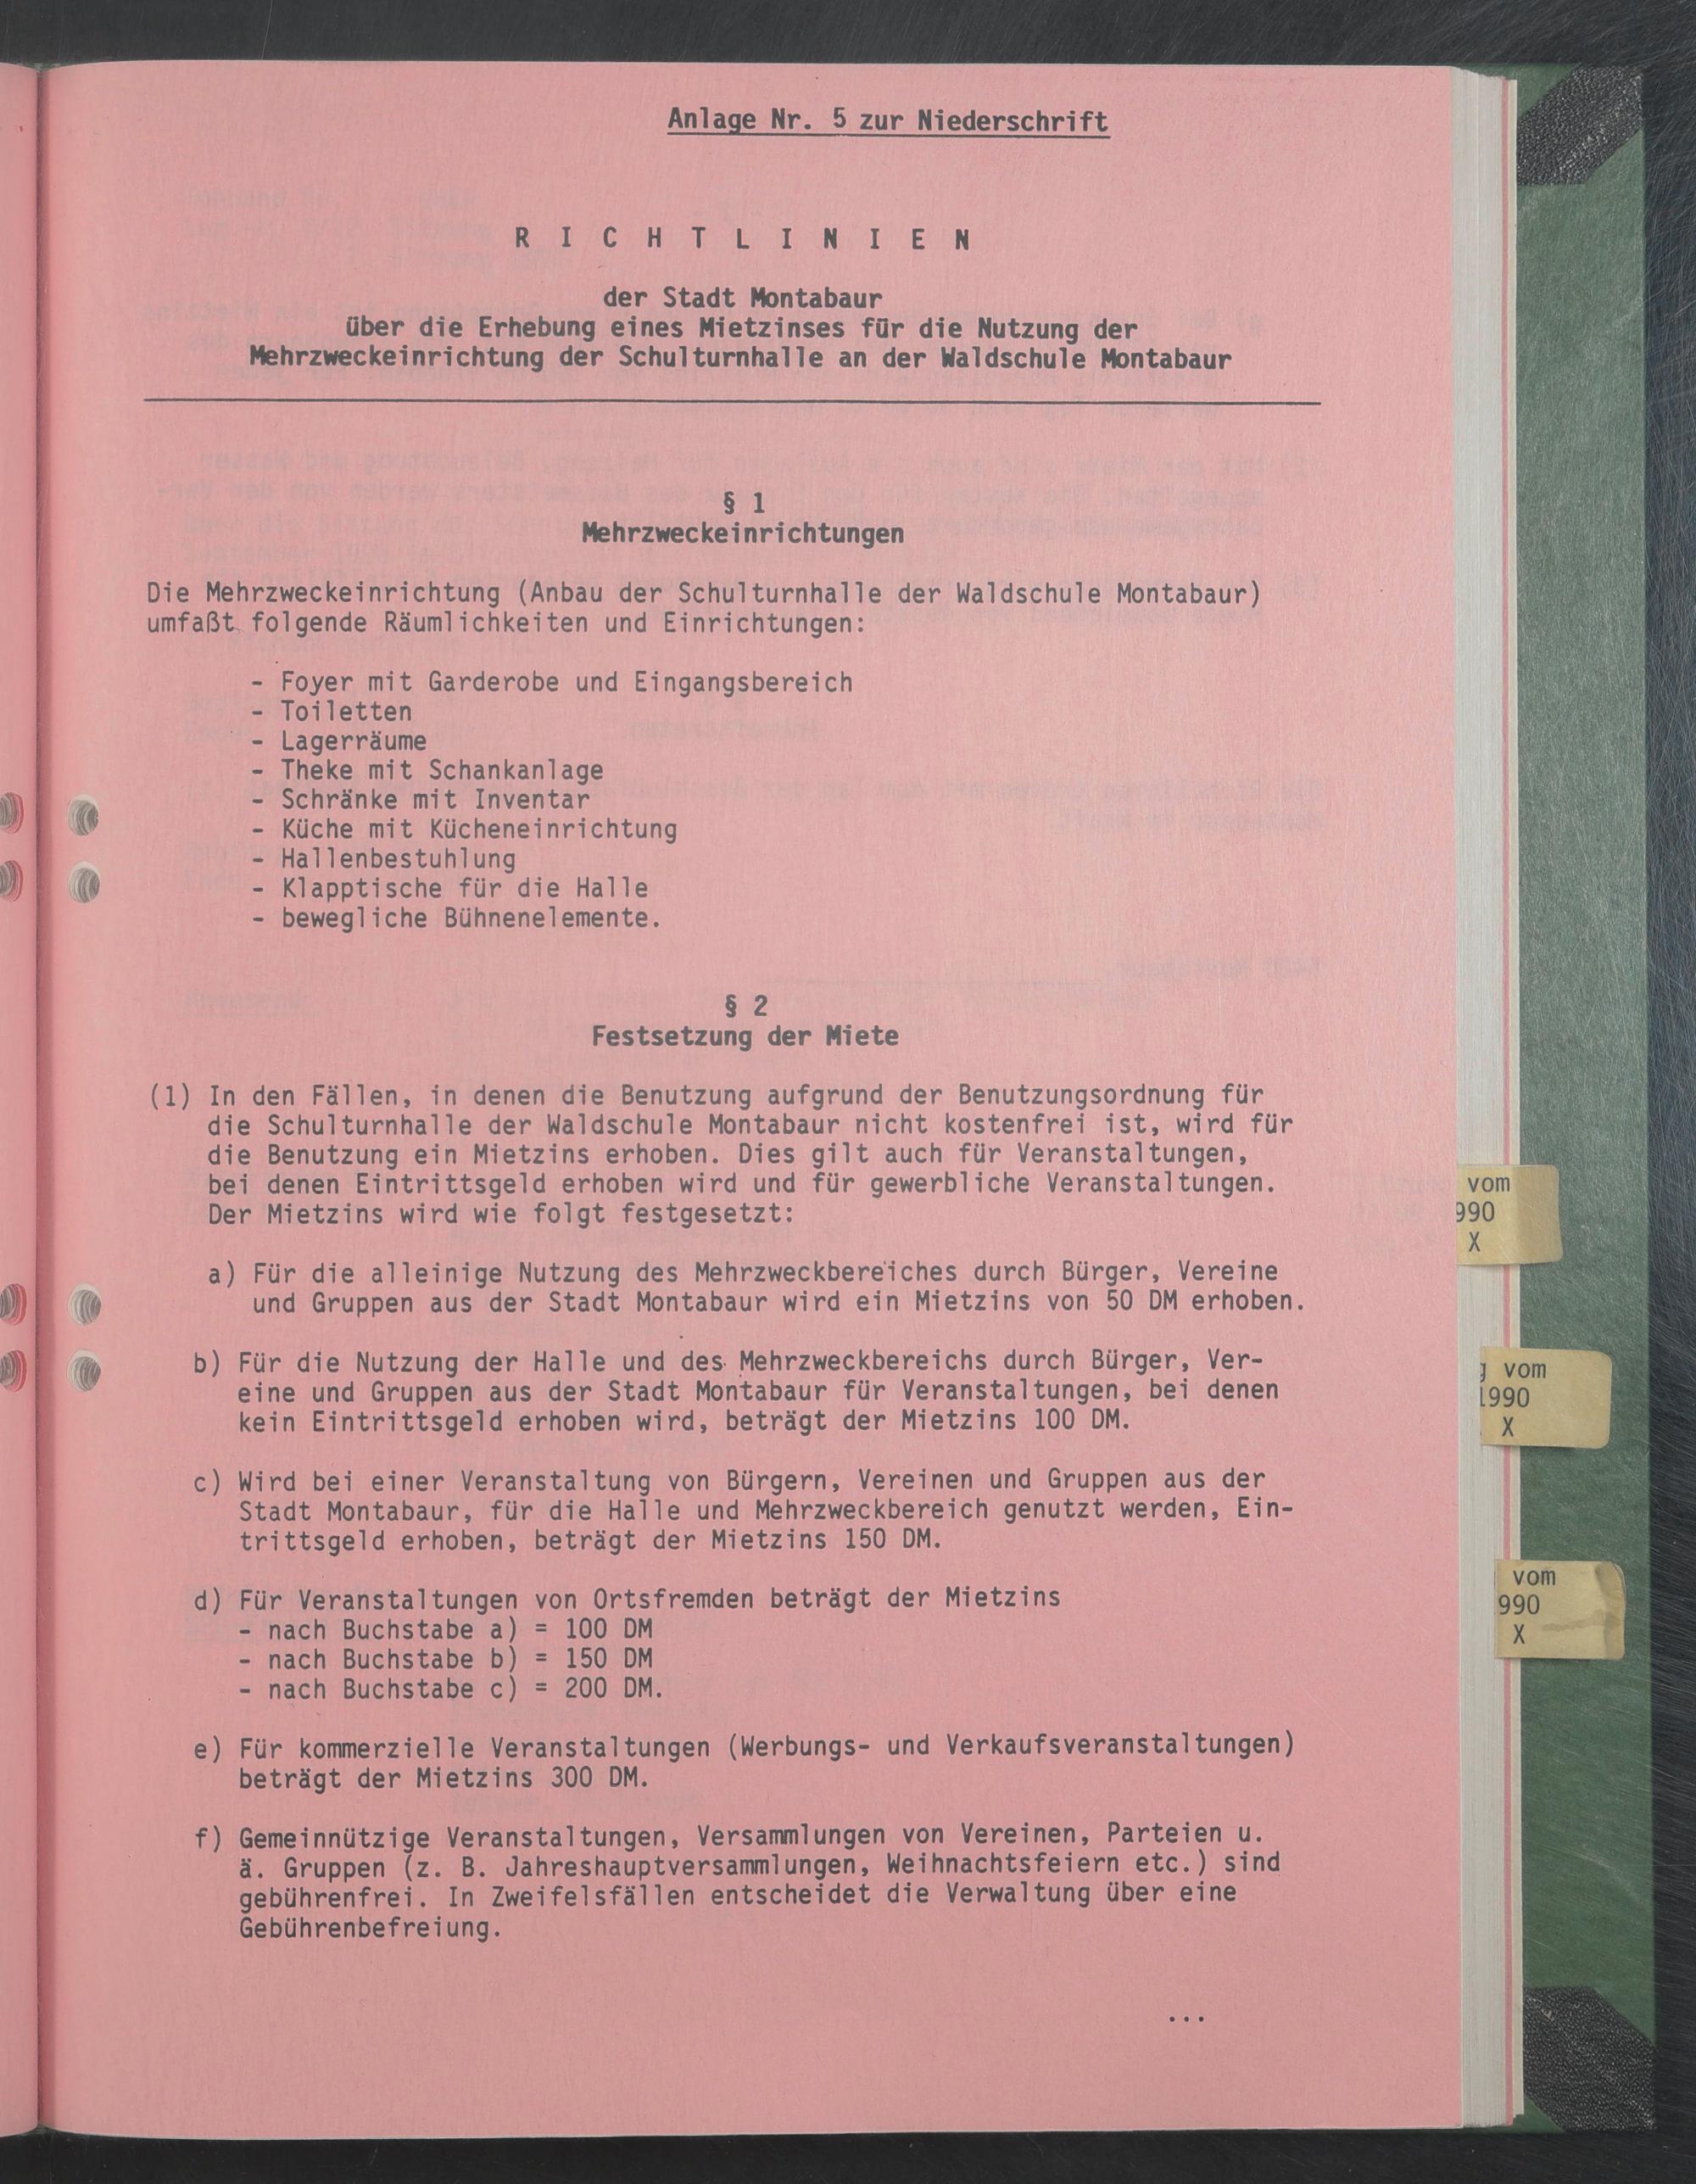 Anlage Nr. 5 zur Niederschrift
R I C H T L I N I E N
der Stadt Montabaur
über die Erhebung eines Mietzinses für die Nutzung der
Mehrzweckeinrichtung der Schulturnhalle an der Waldschule Montabaur
§ 1
Mehrzweckeinrichtungen
Die Mehrzweckeinrichtung (Anbau der Schulturnhalle der Waldschule Montabaur)
umfaßt folgende Räumlichkeiten und Einrichtungen:
- Foyer mit Garderobe und Eingangsbereich
- Toiletten
- Lagerräume
- Theke mit Schankanlage
- Schränke mit Inventar
- Küche mit Kücheneinrichtung
- Hallenbestuhlung
- Klapptische für die Halle
- bewegliche Bühnenelemente.
§ 2
Festsetzung der Miete
(1) In den Fällen, in denen die Benutzung aufgrund der Benutzungsordnung für
die Schulturnhalle der Waldschule Montabaur nicht kostenfrei ist, wird für
die Benutzung ein Mietzins erhoben. Dies gilt auch für Veranstaltungen,
bei denen Eintrittsgeld erhoben wird und für gewerbliche Veranstaltungen.
Der Mietzins wird wie folgt festgesetzt:
a) Für die alleinige Nutzung des Mehrzweckbereiches durch Bürger, Vereine
und Gruppen aus der Stadt Montabaur wird ein Mietzins von 50 DM erhoben.
b) Für die Nutzung der Halle und des Mehrzweckbereichs durch Bürger, Ver-
eine und Gruppen aus der Stadt Montabaur für Veranstaltungen, bei denen
kein Eintrittsgeld erhoben wird, beträgt der Mietzins 100 DM.
c) Wird bei einer Veranstaltung von Bürgern, Vereinen und Gruppen aus der
Stadt Montabaur, für die Halle und Mehrzweckbereich genutzt werden, Ein-
trittsgeld erhoben, beträgt der Mietzins 150 DM.
d) Für Veranstaltungen von Ortsfremden beträgt der Mietzins
- nach Buchstabe a) = 100 DM
- nach Buchstabe b) = 150 DM
- nach Buchstabe c) = 200 DM.
e) Für kommerzielle Veranstaltungen (Werbungs- und Verkaufsveranstaltungen)
beträgt der Mietzins 300 DM.
f) Gemeinnützige Veranstaltungen, Versammlungen von Vereinen, Parteien u.
ä. Gruppen (z. B. Jahreshauptversammlungen, Weihnachtsfeiern etc.) sind
gebührenfrei. In Zweifelsfällen entscheidet die Verwaltung über eine
Gebührenbefreiung.
...
vom
990
X
g vom
1990
X
vom
990
X